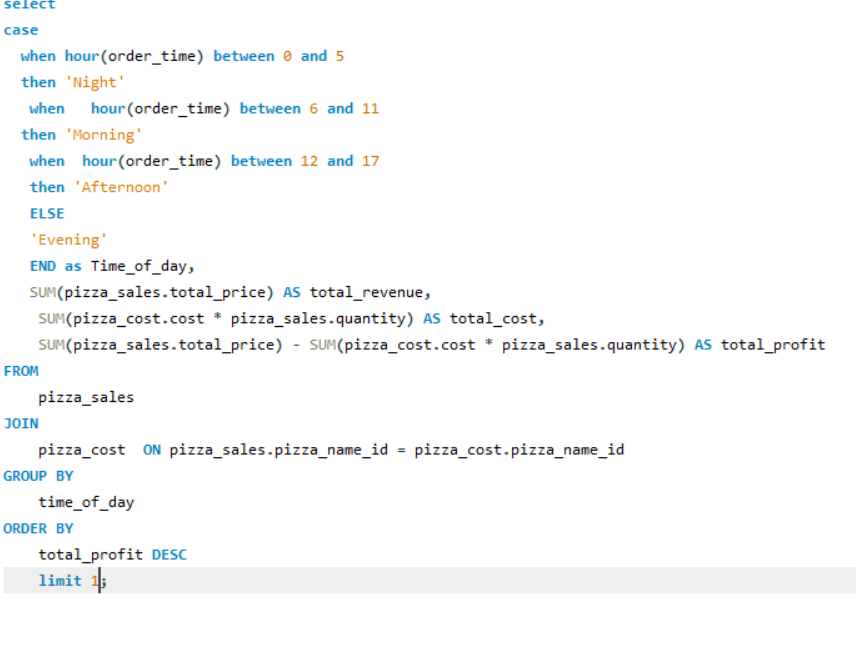 select
case
when hour(order_time) between 0 and 5
then 'Night'
when hour(order_time) between 6 and 11
then 'Morning'
when hour(order_time) between 12 and 17
then 'Afternoon'
ELSE
'Evening'
END as Time_of_day,
SUM(pizza_sales.total_price) AS total_revenue,
SUM(pizza_cost.cost * pizza_sales.quantity) AS total_cost,
SUM(pizza_sales.total_price) - SUM(pizza_cost.cost * pizza_sales.quantity) AS total_profit
FROM
pizza_sales
JOIN
pizza_cost ON pizza_sales.pizza_name_id = pizza_cost.pizza_name_id
GROUP BY
time_of_day
ORDER BY
total_profit DESC
limit 1;